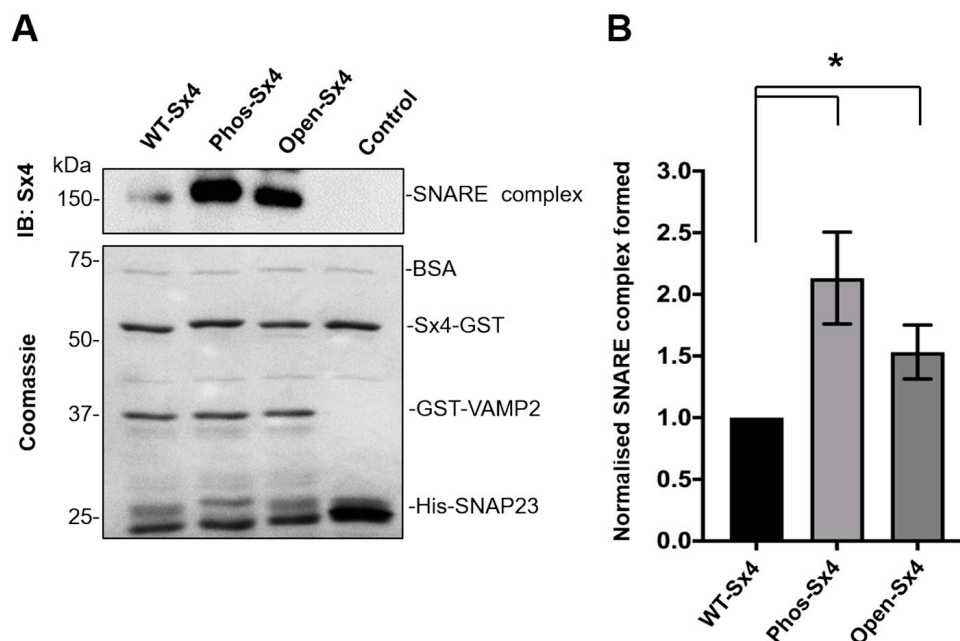 A
WT-Sx4
Phos-Sx4
Open-Sx4
Control
kDa
IB: Sx4
150-
-SNARE complex
75-
-BSA
-Sx4-GST
50-
Coomassie
37-
-GST-VAMP2
-His-SNAP23
25-
B
*
Normalised SNARE complex formed
3.0
2.5
2.0
1.5
1.0
0.5
0.0
WT-Sx4
Phos-Sx4
Open-Sx4